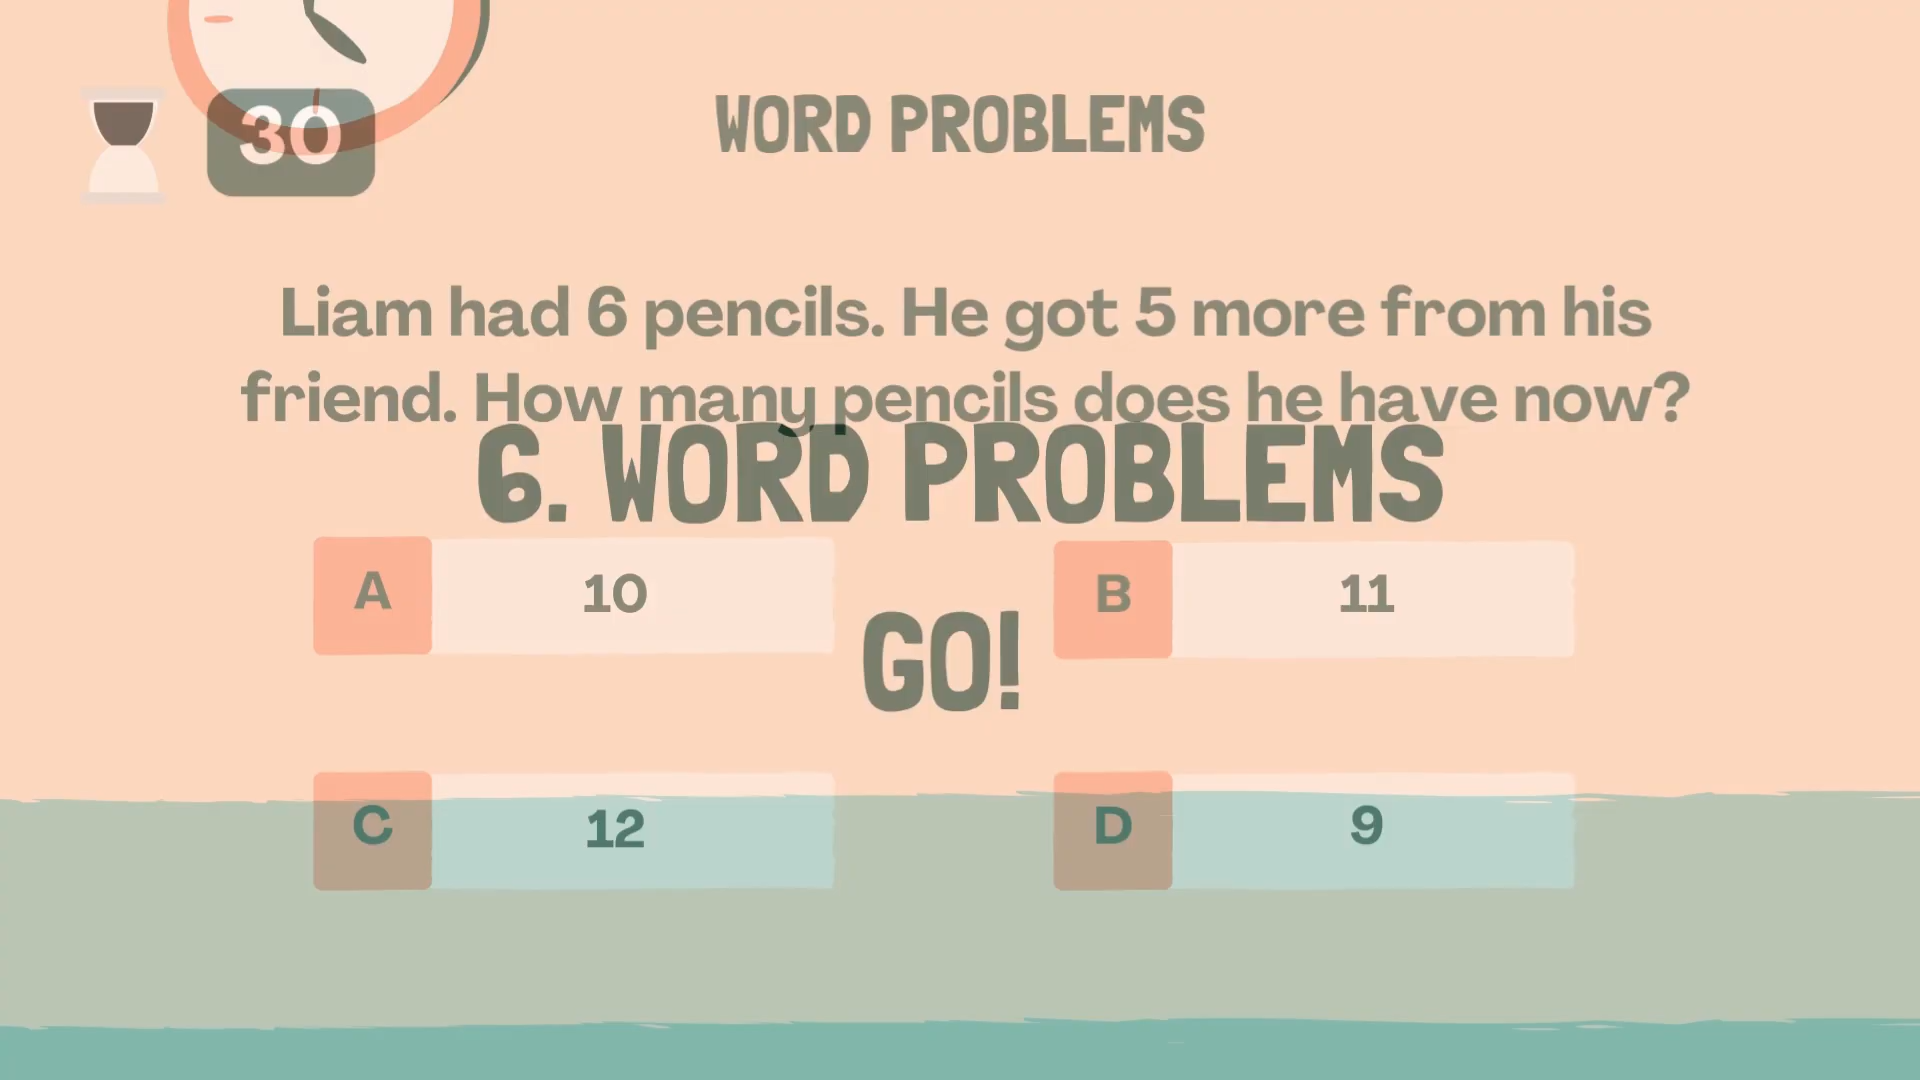 30
WORD PROBLEMS
Liam had 6 pencils. He got 5 more from his
friend. How many pencils does he have now?
6. WORD PROBLEMS
A 10
B 11
GO!
C 12
D 9